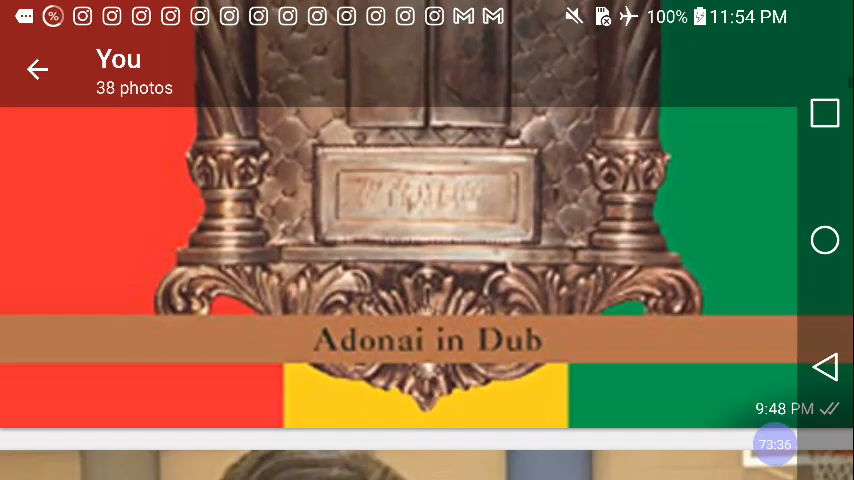 100% 11:54 PM
You
38 photos
Adonai in Dub
9:48 PM
73:36